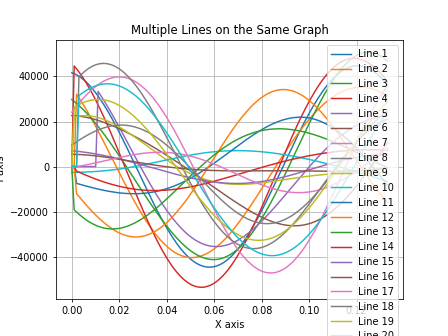 Multiple Lines on the Same Graph
40000
20000
0
−20000
−40000
0.00
0.02
0.04
0.06
0.08
0.10
X axis
Line 1
Line 2
Line 3
Line 4
Line 5
Line 6
Line 7
Line 8
Line 9
Line 10
Line 11
Line 12
Line 13
Line 14
Line 15
Line 16
Line 17
Line 18
Line 19
Line 20